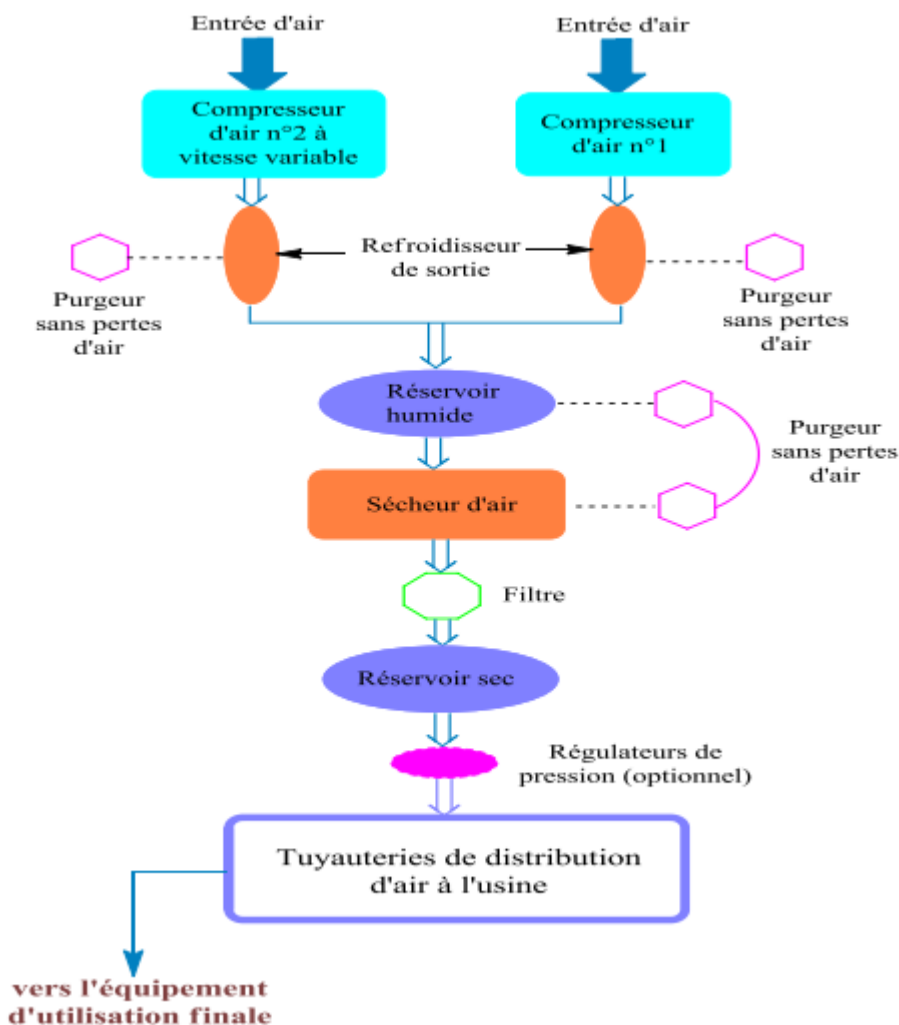 Entrée d'air
Entrée d'air
Compresseur
d'air n°2 à
vitesse variable
Compresseur
d'air n°1
Refroidisseur
de sortie
Purgeur
sans pertes
d'air
Purgeur
sans pertes
d'air
Réservoir
humide
Purgeur
sans pertes
d'air
Sécheur d'air
Filtre
Réservoir sec
Régulateurs de
pression (optionnel)
Tuyauteries de distribution
d'air à l'usine
vers l'équipement
d'utilisation finale